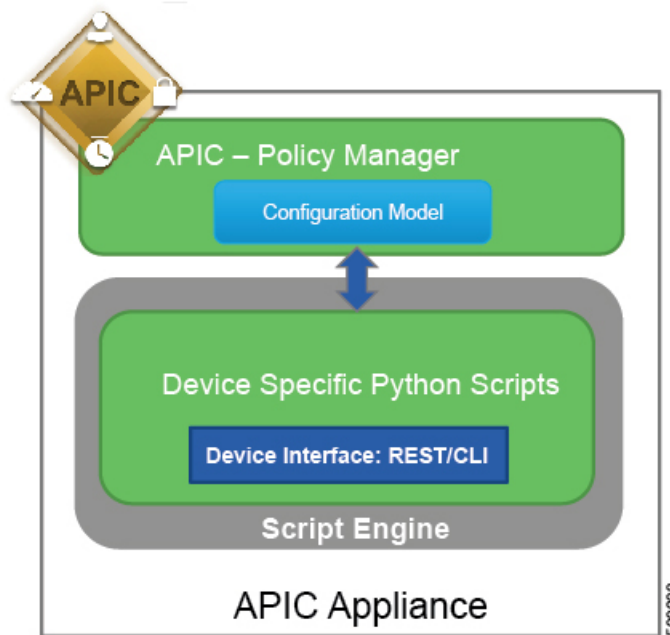 APIC
APIC – Policy Manager
Configuration Model
Device Specific Python Scripts
Device Interface: REST/CLI
Script Engine
APIC Appliance